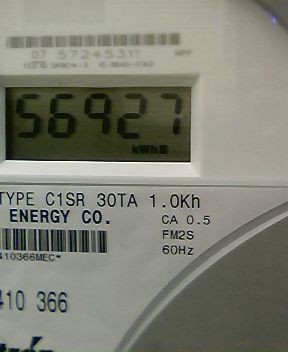 07 57245311
56927
kWh
TYPE C1SR 30TA 1.0Kh
ENERGY CO.
CA 0.5
FM2S
60Hz
410366MEC*
410 366